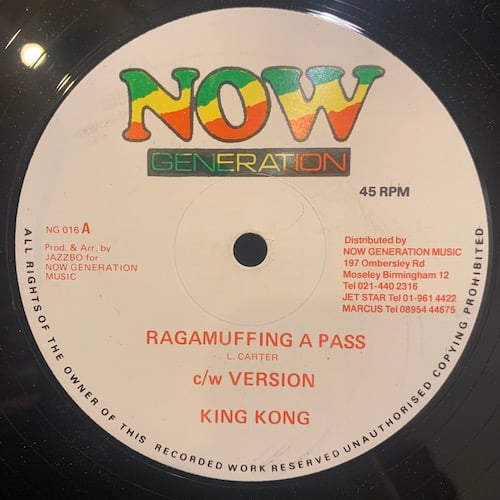 NOW
GENERATION
45 RPM
NG 016 A
Prod. & Arr. by
JAZZBO for
NOW GENERATION
MUSIC
Distributed by
NOW GENERATION MUSIC
197 Ombersley Rd
Moseley Birmingham 12
Tel 021-440 2316
JET STAR Tel 01-961 4422
MARCUS Tel 08954 44675
RAGAMUFFING A PASS
L. CARTER
c/w VERSION
KING KONG
ALL RIGHTS OF THE OWNER OF THIS RECORDED WORK RESERVED UNAUTHORISED COPYING PROHIBITED